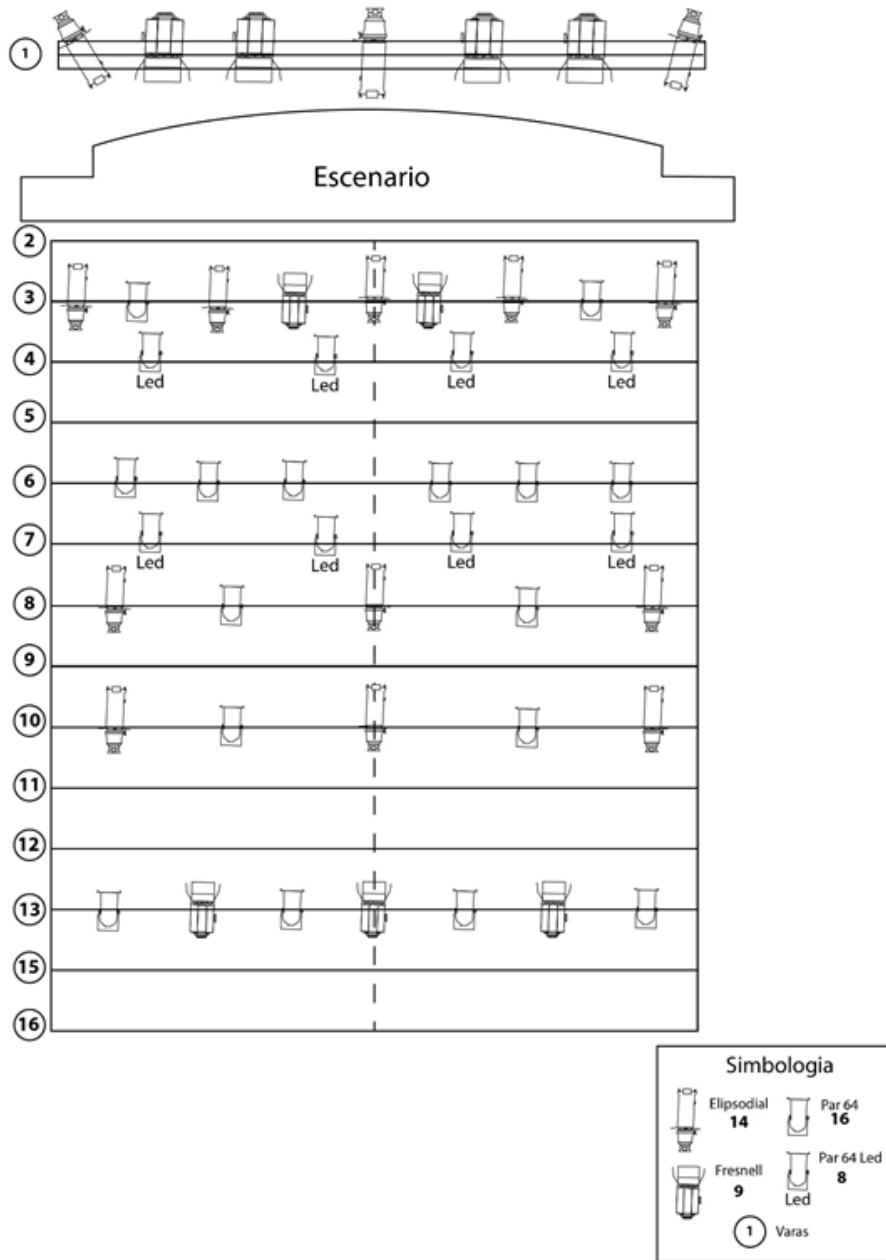 1
Escenario
2
3
4
Led Led Led Led
5
6
7
Led Led Led Led
8
9
10
11
12
13
15
16
Simbologia
Elipsodial
14
Par 64
16
Fresnell
9
Par 64 Led
8
Led
1 Varas